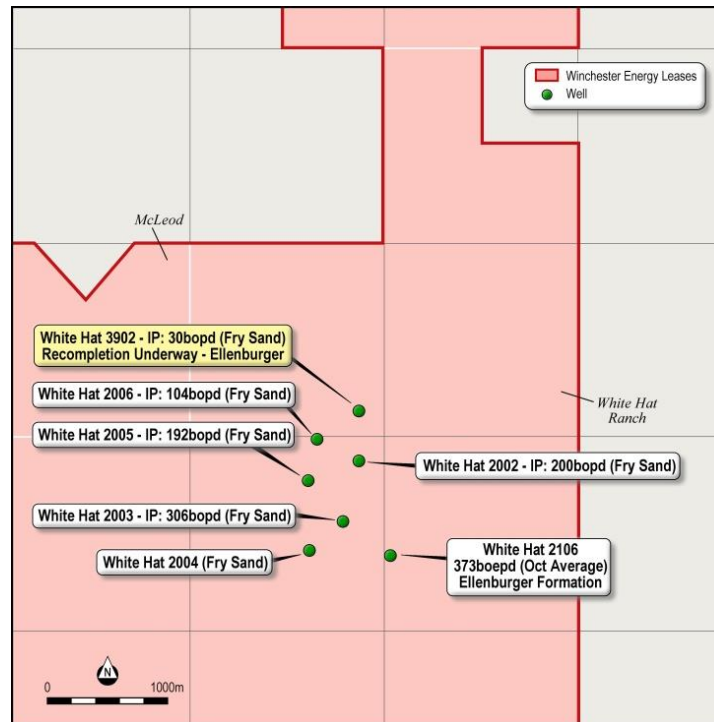 Winchester Energy Leases
Well
McLeod
White Hat 3902 - IP: 30bopd (Fry Sand)
Recompletion Underway - Ellenburger
White Hat 2006 - IP: 104bopd (Fry Sand)
White Hat
Ranch
White Hat 2005 - IP: 192bopd (Fry Sand)
White Hat 2002 - IP: 200bopd (Fry Sand)
White Hat 2003 - IP: 306bopd (Fry Sand)
White Hat 2004 (Fry Sand)
White Hat 2106
373boepd (Oct Average)
Ellenburger Formation
N
0 1000m